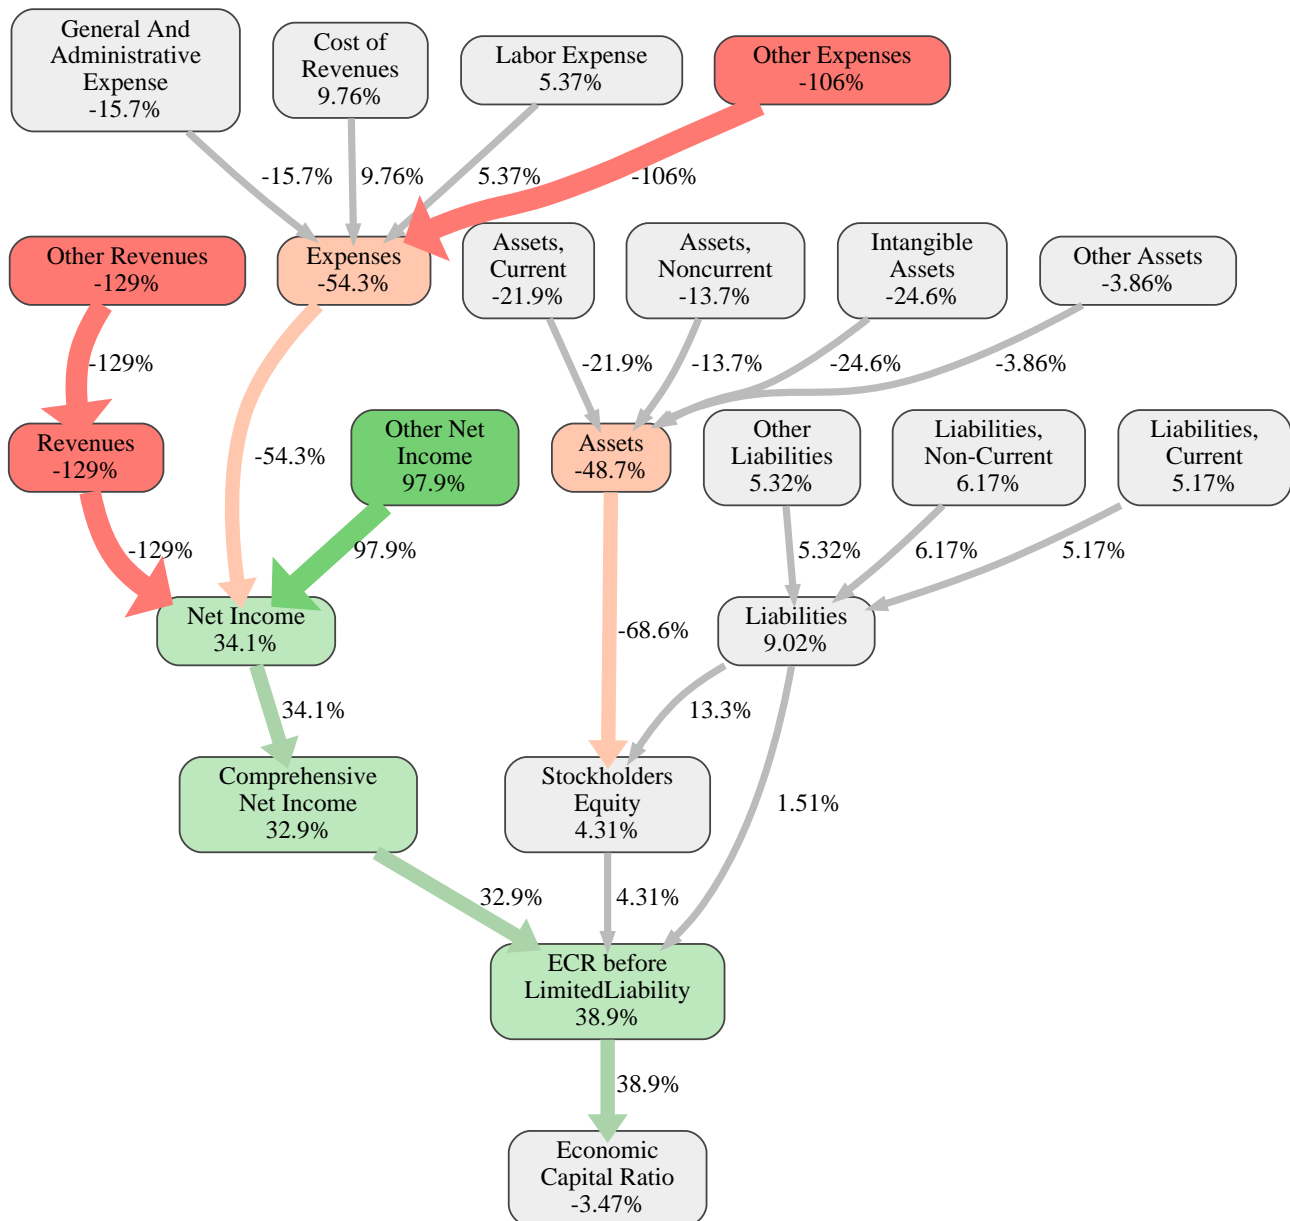 General And
Administrative
Expense
-15.7%
Cost of
Revenues
9.76%
Labor Expense
5.37%
Other Expenses
-106%
-15.7%
9.76%
5.37%
-106%
Other Revenues
-129%
Expenses
-54.3%
Assets,
Current
-21.9%
Assets,
Noncurrent
-13.7%
Intangible
Assets
-24.6%
Other Assets
-3.86%
-129%
-21.9%
-13.7%
-24.6%
-3.86%
Revenues
-129%
-54.3%
Other Net
Income
97.9%
Assets
-48.7%
Other
Liabilities
5.32%
Liabilities,
Non-Current
6.17%
Liabilities,
Current
5.17%
-129%
97.9%
5.32%
6.17%
5.17%
Net Income
34.1%
-68.6%
Liabilities
9.02%
34.1%
13.3%
Comprehensive
Net Income
32.9%
Stockholders
Equity
4.31%
1.51%
32.9%
4.31%
ECR before
LimitedLiability
38.9%
38.9%
Economic
Capital Ratio
-3.47%